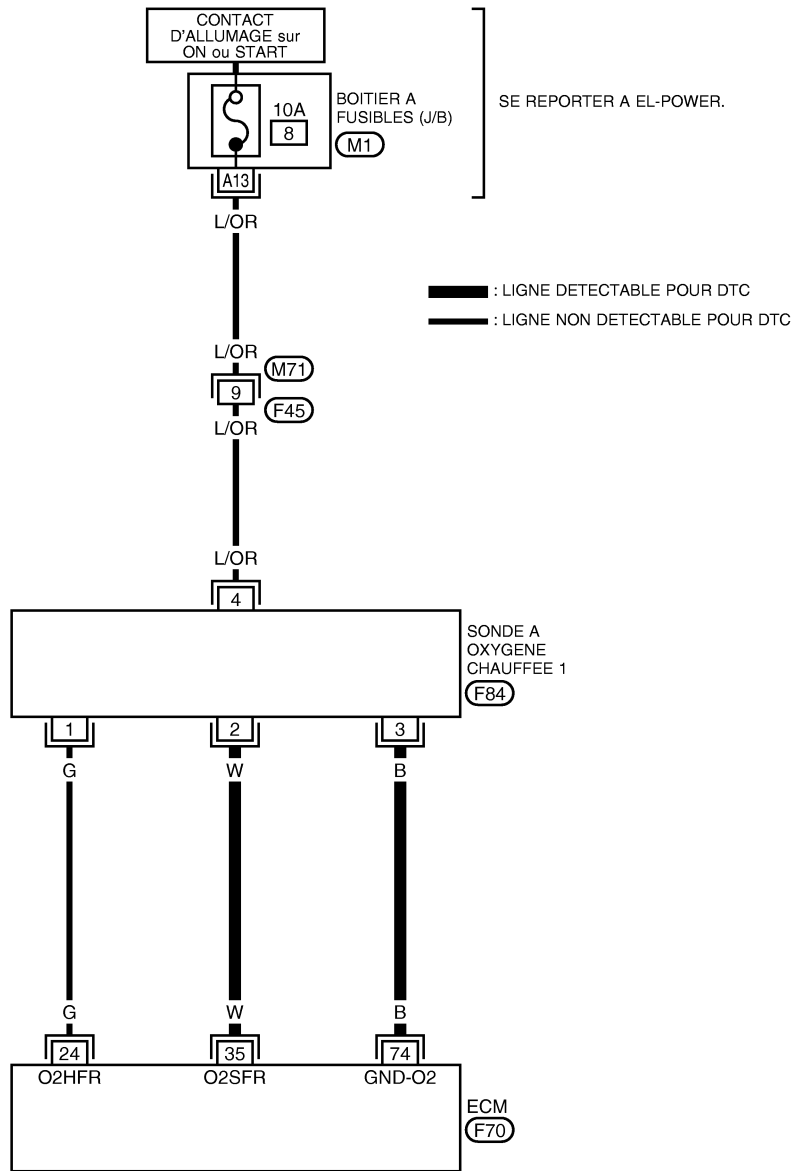 CONTACT
D'ALLUMAGE sur
ON ou START
10A
8
BOITIER A
FUSIBLES (J/B)
M1
SE REPORTER A EL-POWER.
A13
L/OR
: LIGNE DETECTABLE POUR DTC
: LIGNE NON DETECTABLE POUR DTC
L/OR
M71
9
F45
L/OR
L/OR
4
SONDE A
OXYGENE
CHAUFFEE 1
F84
1 2 3
G W B
G W B
24 35 74
O2HFR O2SFR GND-O2
ECM
F70